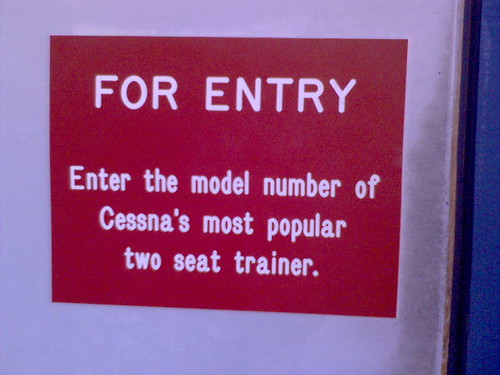 FOR ENTRY
Enter the model number of
Cessna's most popular
two seat trainer.